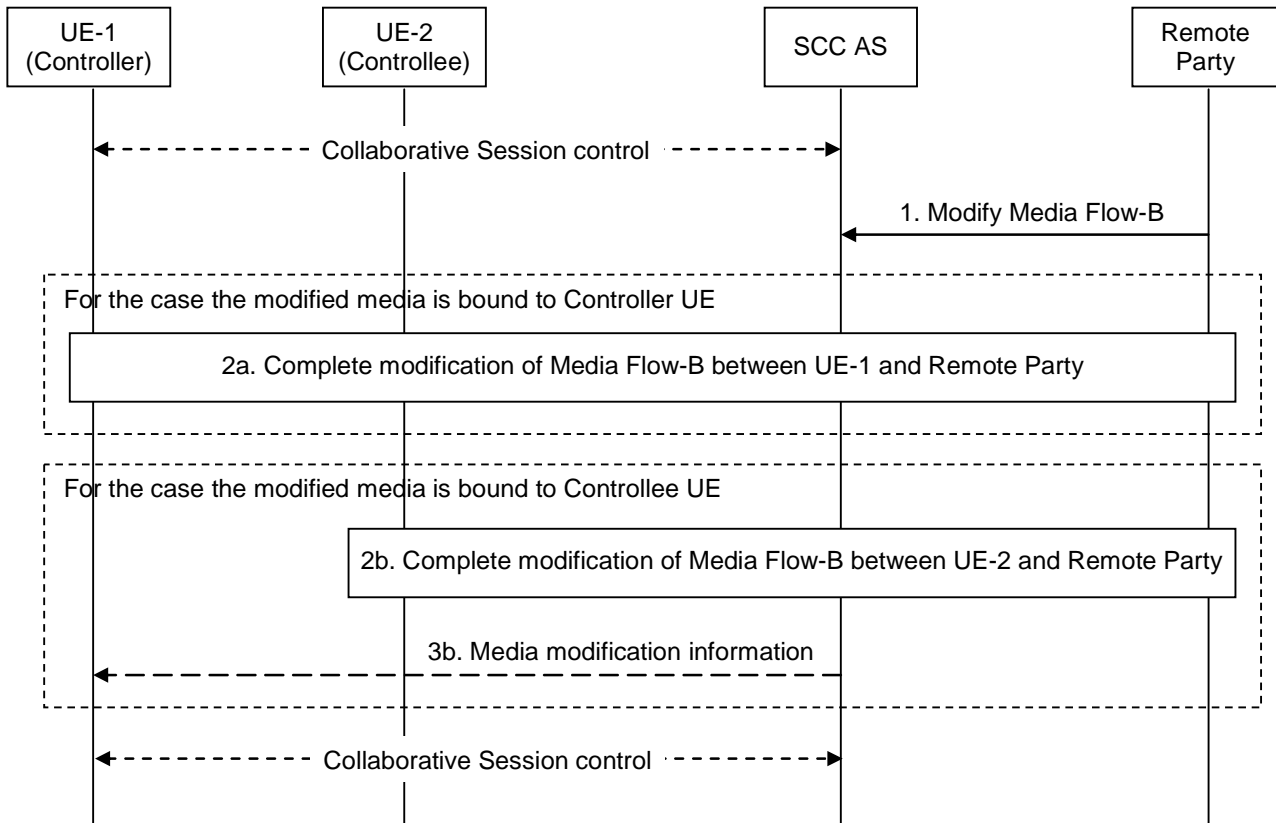 UE-1
(Controller)
UE-2
(Controllee)
SCC AS
Remote
Party
Collaborative Session control
1. Modify Media Flow-B
For the case the modified media is bound to Controller UE
2a. Complete modification of Media Flow-B between UE-1 and Remote Party
For the case the modified media is bound to Controllee UE
2b. Complete modification of Media Flow-B between UE-2 and Remote Party
3b. Media modification information
Collaborative Session control